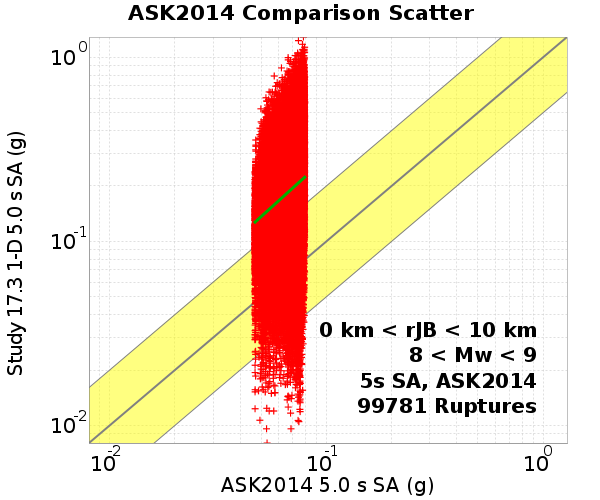 ASK2014 Comparison Scatter
Study 17.3 1-D 5.0 s SA (g)
10^0
10^-1
10^-2
0 km < rJB < 10 km
8 < Mw < 9
5s SA, ASK2014
99781 Ruptures
10^-2
10^-1
10^0
ASK2014 5.0 s SA (g)